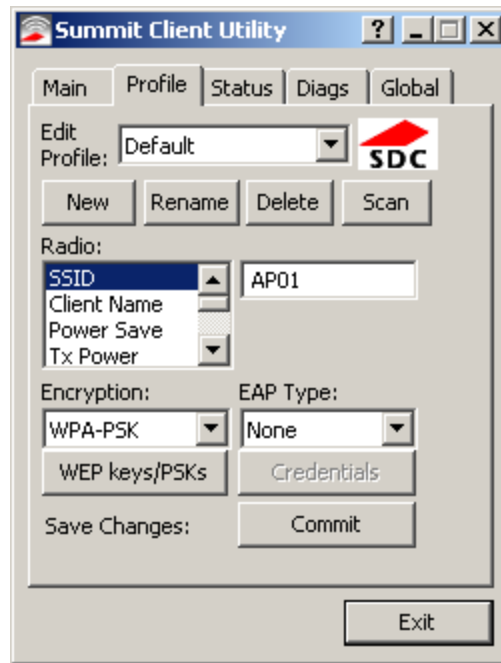 Summit Client Utility ?
Main Profile Status Diags Global
Edit Profile: Default SDC
New Rename Delete Scan
Radio:
SSID AP01
Client Name
Power Save
Tx Power
Encryption: EAP Type:
WPA-PSK None
WEP keys/PSKs Credentials
Save Changes: Commit
Exit